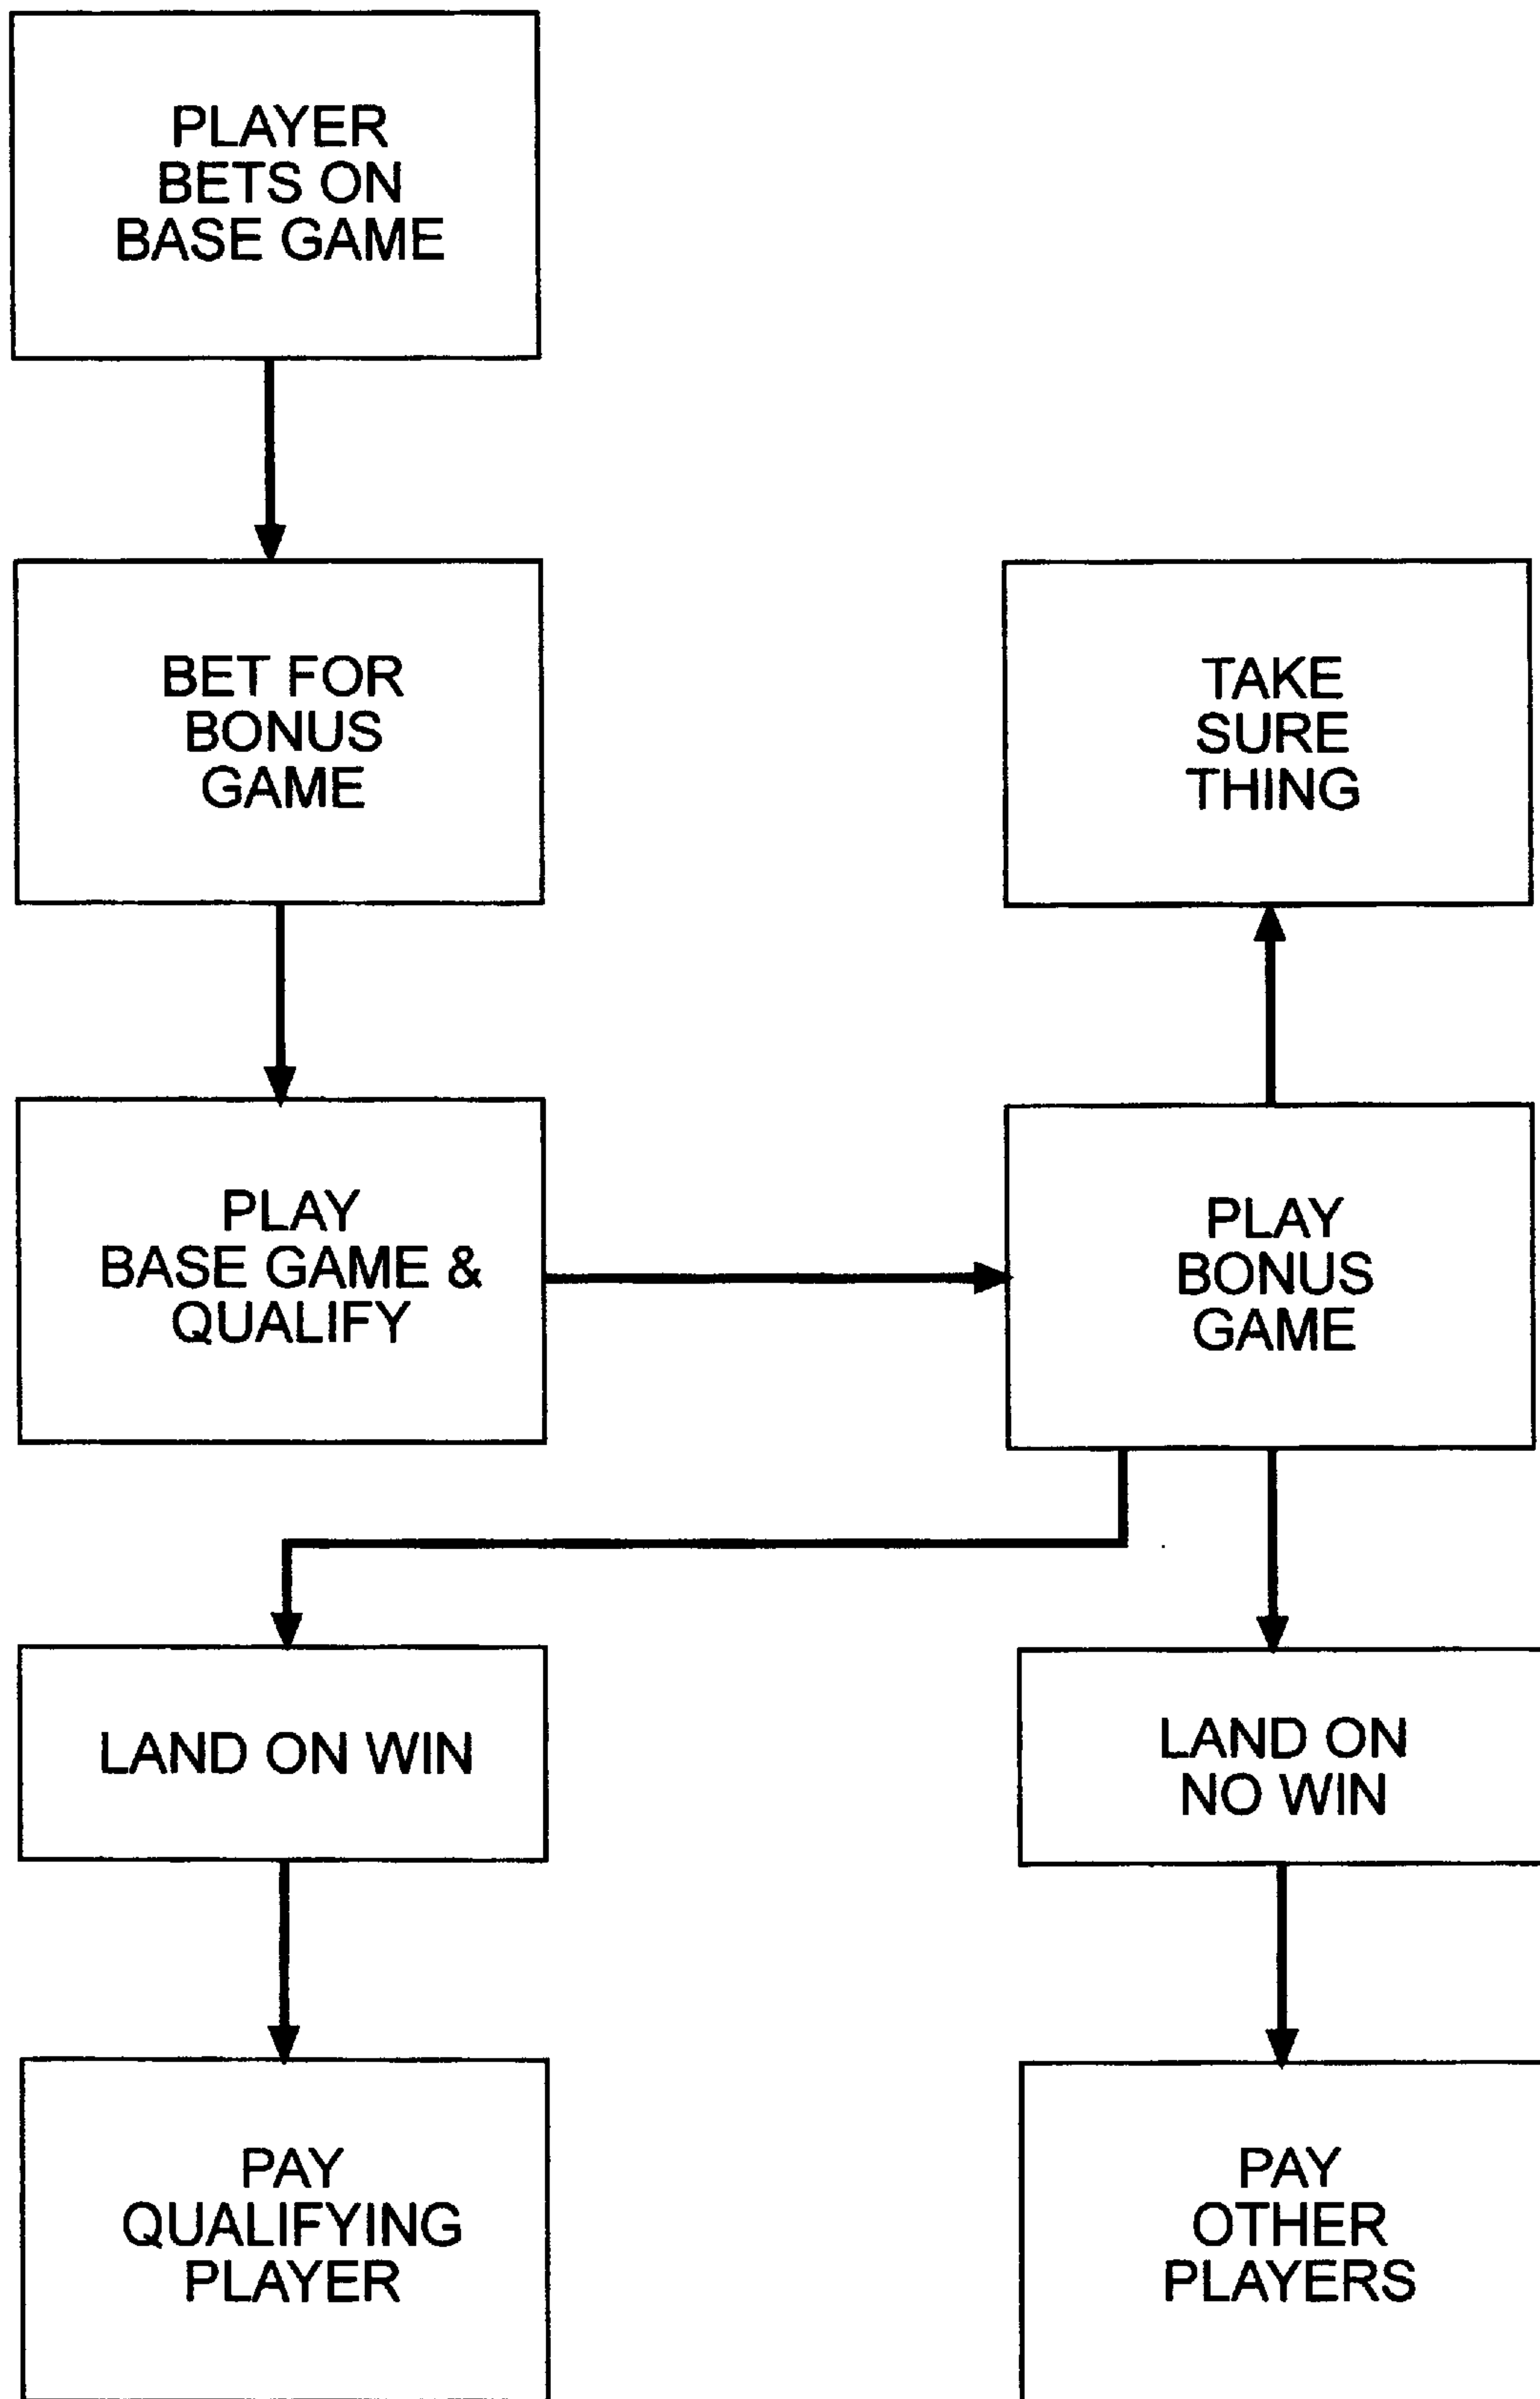 PLAYER
BETS ON
BASE GAME
BET FOR
BONUS
GAME
TAKE
SURE
THING
PLAY
BASE GAME &
QUALIFY
PLAY
BONUS
GAME
LAND ON WIN
LAND ON
NO WIN
PAY
QUALIFYING
PLAYER
PAY
OTHER
PLAYERS